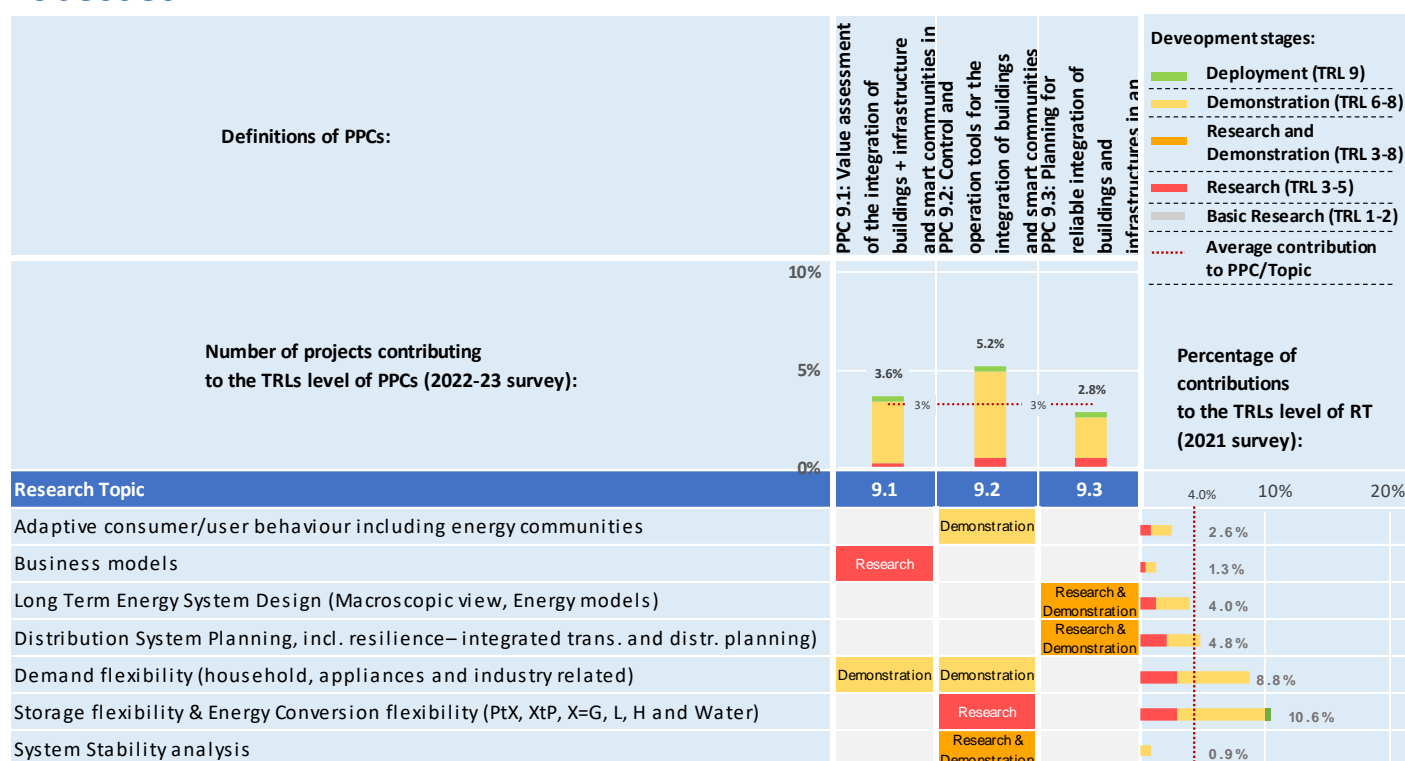 Definitions of PPCs:
PPC 9.1: Value assessment
of the integration of
buildings + infrastructure
and smart communities in
PPC 9.2: Control and
operation tools for the
integration of buildings
and smart communities
PPC 9.3: Planning for
reliable integration of
buildings and
infrastructures in an
Deveopment stages:
Deployment (TRL 9)
Demonstration (TRL 6-8)
Research and
Demonstration (TRL 3-8)
Research (TRL 3-5)
Basic Research (TRL 1-2)
Average contribution
to PPC/Topic
Number of projects contributing
to the TRLs level of PPCs (2022-23 survey):
10%
5%
0%
3.6%
5.2%
2.8%
3%
3%
Percentage of
contributions
to the TRLs level of RT
(2021 survey):
Research Topic 9.1 9.2 9.3 4.0% 10% 20%
Adaptive consumer/user behaviour including energy communities Demonstration 2.6%
Business models Research 1.3%
Long Term Energy System Design (Macroscopic view, Energy models) Research & Demonstration 4.0%
Distribution System Planning, incl. resilience– integrated trans. and distr. planning) Research & Demonstration 4.8%
Demand flexibility (household, appliances and industry related) Demonstration Demonstration 8.8%
Storage flexibility & Energy Conversion flexibility (PtX, XtP, X=G, L, H and Water) Research 10.6%
System Stability analysis Research & Demonstration 0.9%